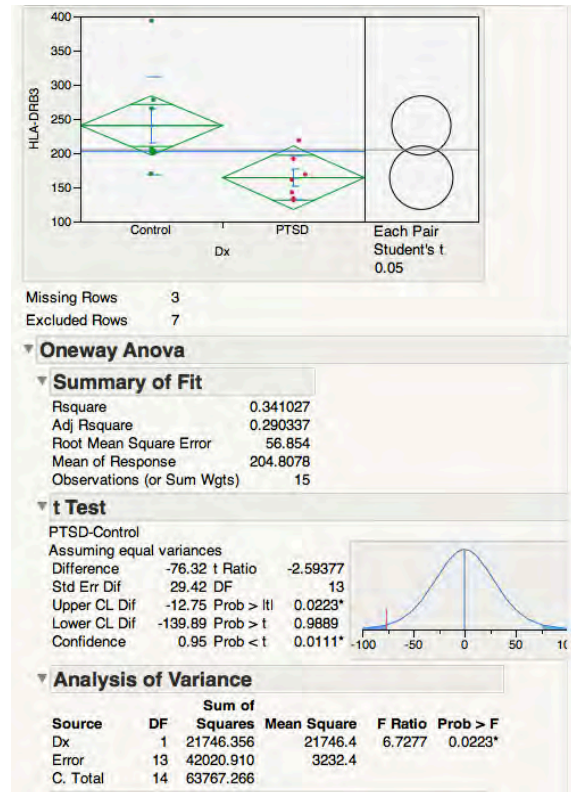 400
350
300
250
200
150
100
HLA-DRB3
Control PTSD
Dx
Each Pair
Student's t
0.05
Missing Rows 3
Excluded Rows 7
Oneway Anova
Summary of Fit
Rsquare 0.341027
Adj Rsquare 0.290337
Root Mean Square Error 56.854
Mean of Response 204.8078
Observations (or Sum Wgts) 15
t Test
PTSD-Control
Assuming equal variances
Difference -76.32 t Ratio -2.59377
Std Err Dif 29.42 DF 13
Upper CL Dif -12.75 Prob > |t| 0.0223*
Lower CL Dif -139.89 Prob > t 0.9889
Confidence 0.95 Prob < t 0.0111*
-100 -50 0 50 10
Analysis of Variance
Sum of
Source DF Squares Mean Square F Ratio Prob > F
Dx 1 21746.356 21746.4 6.7277 0.0223*
Error 13 42020.910 3232.4
C. Total 14 63767.266